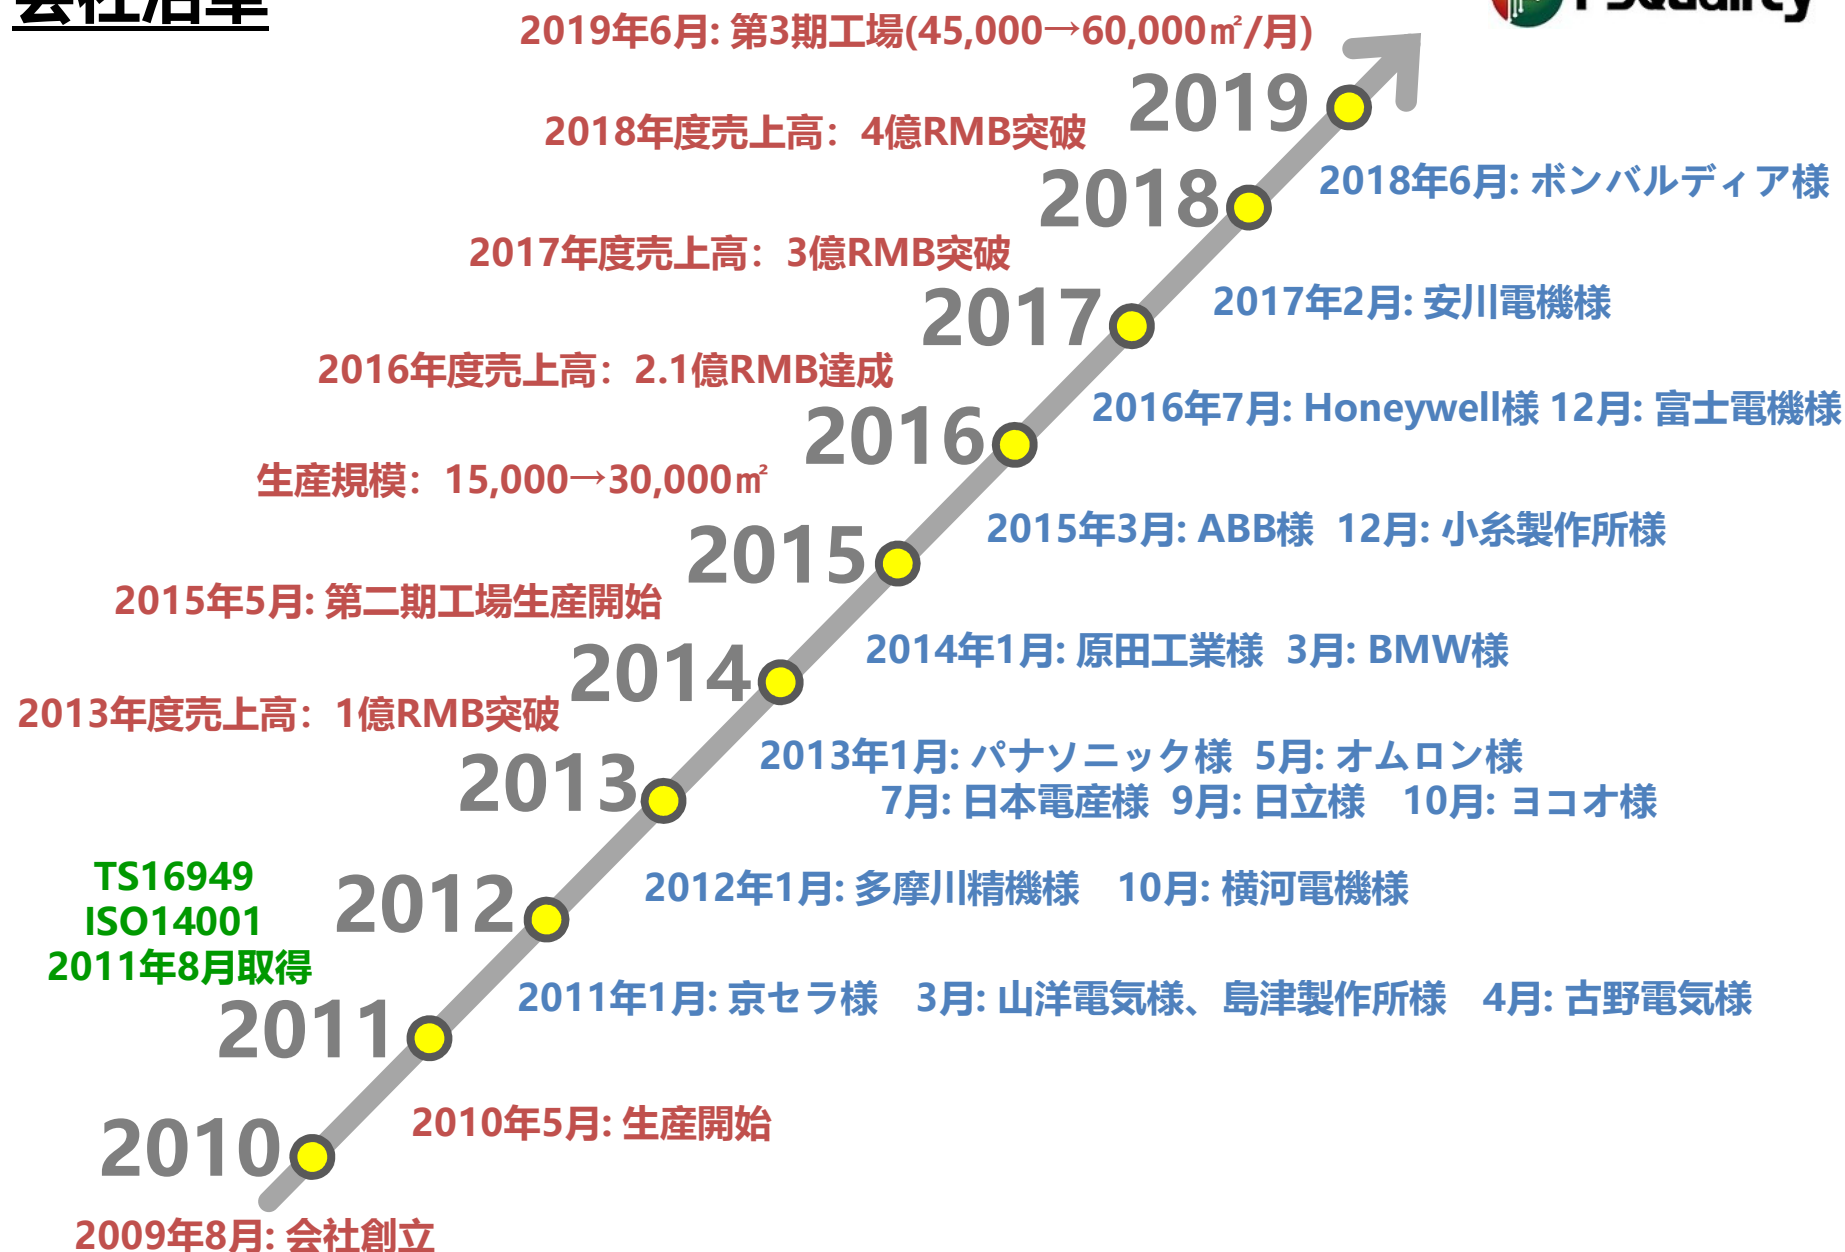 会社沿革
2019年6月: 第3期工場(45,000→60,000㎡/月)
2019
2018年度売上高：4億RMB突破
2018
2018年6月: ボンバルディア様
2017年度売上高：3億RMB突破
2017
2017年2月: 安川電機様
2016年度売上高：2.1億RMB達成
2016
2016年7月: Honeywell様 12月: 富士電機様
生産規模：15,000→30,000㎡
2015
2015年3月: ABB様 12月: 小糸製作所様
2015年5月: 第二期工場生産開始
2014
2014年1月: 原田工業様 3月: BMW様
2013年度売上高：1億RMB突破
2013
2013年1月: パナソニック様 5月: オムロン様
7月: 日本電産様 9月: 日立様 10月: ヨコオ様
TS16949
ISO14001
2011年8月取得
2012
2012年1月: 多摩川精機様 10月: 横河電機様
2011
2011年1月: 京セラ様 3月: 山洋電気様、島津製作所様 4月: 古野電気様
2010
2010年5月: 生産開始
2009年8月: 会社創立